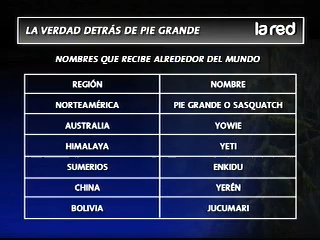 LA VERDAD DETRÁS DE PIE GRANDE
la red
NOMBRES QUE RECIBE ALREDEDOR DEL MUNDO
REGIÓN NOMBRE
NORTEAMÉRICA PIE GRANDE O SASQUATCH
AUSTRALIA YOWIE
HIMALAYA YETI
SUMERIOS ENKIDU
CHINA YERÉN
BOLIVIA JUCUMARI